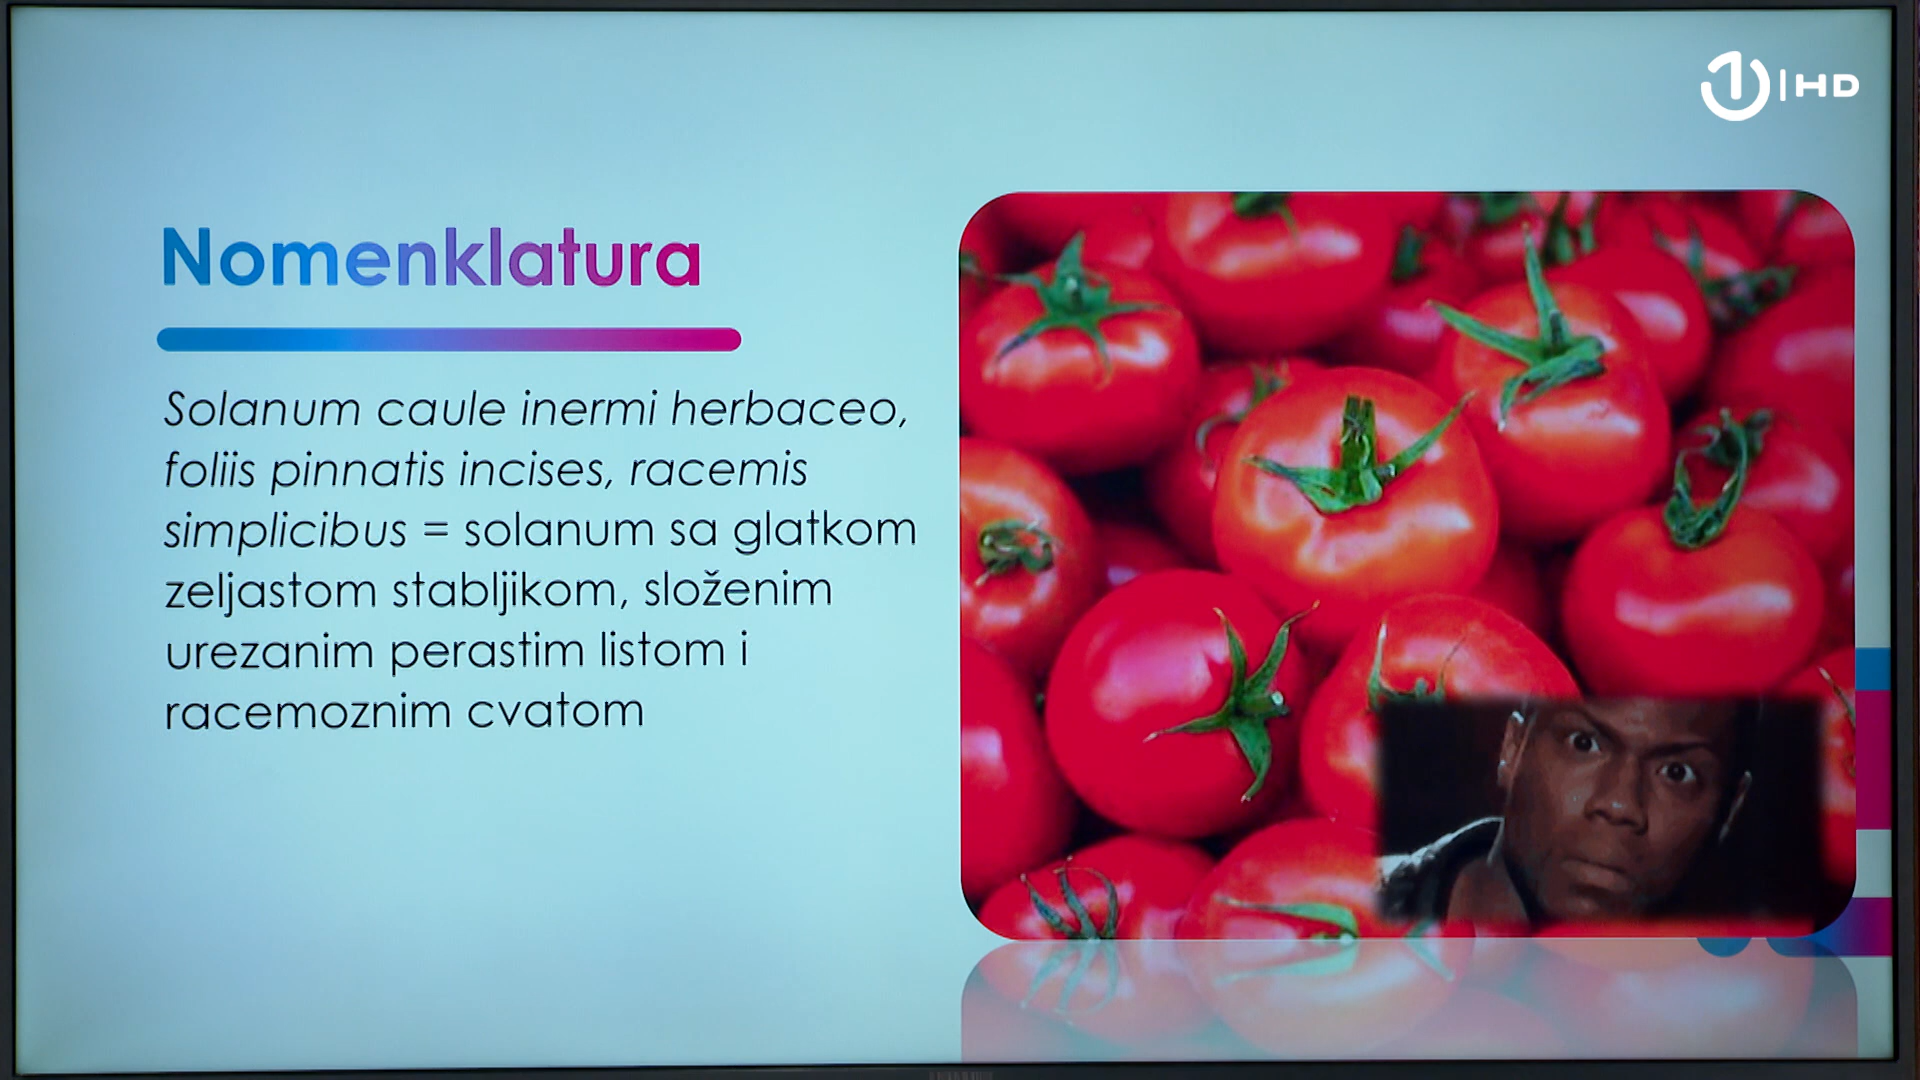 1 HD
Nomenklatura
Solanum caule inermi herbaceo,
foliis pinnatis incises, racemis
simplicibus = solanum sa glatkom
zeljastom stabljikom, složenim
urezanim perastim listom i
racemoznim cvatom